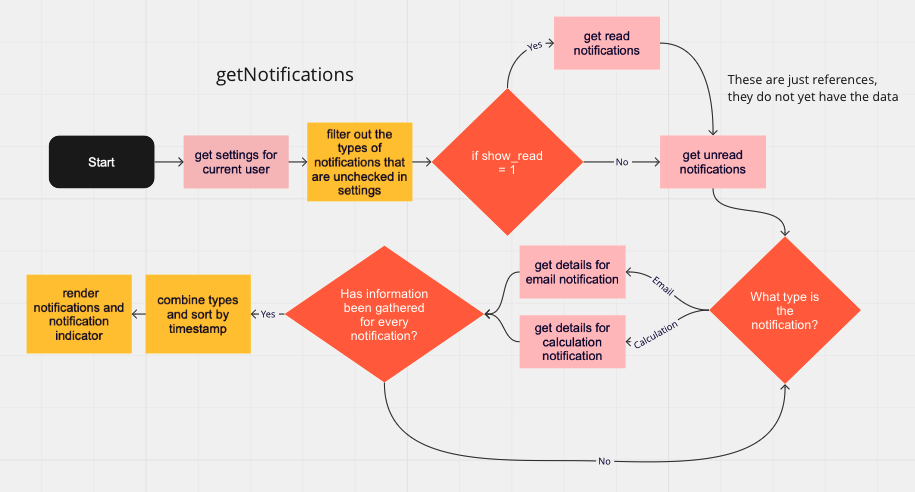 getNotifications
Start
get settings for
current user
filter out the
types of
notifications that
are unchecked in
settings
if show_read
= 1
Yes
get read
notifications
No
get unread
notifications
These are just references,
they do not yet have the data
What type is
the
notification?
Email
get details for
email notification
Calculation
get details for
calculation
notification
Has information
been gathered
for every
notification?
Yes
combine types
and sort by
timestamp
render
notifications and
notification
indicator
No